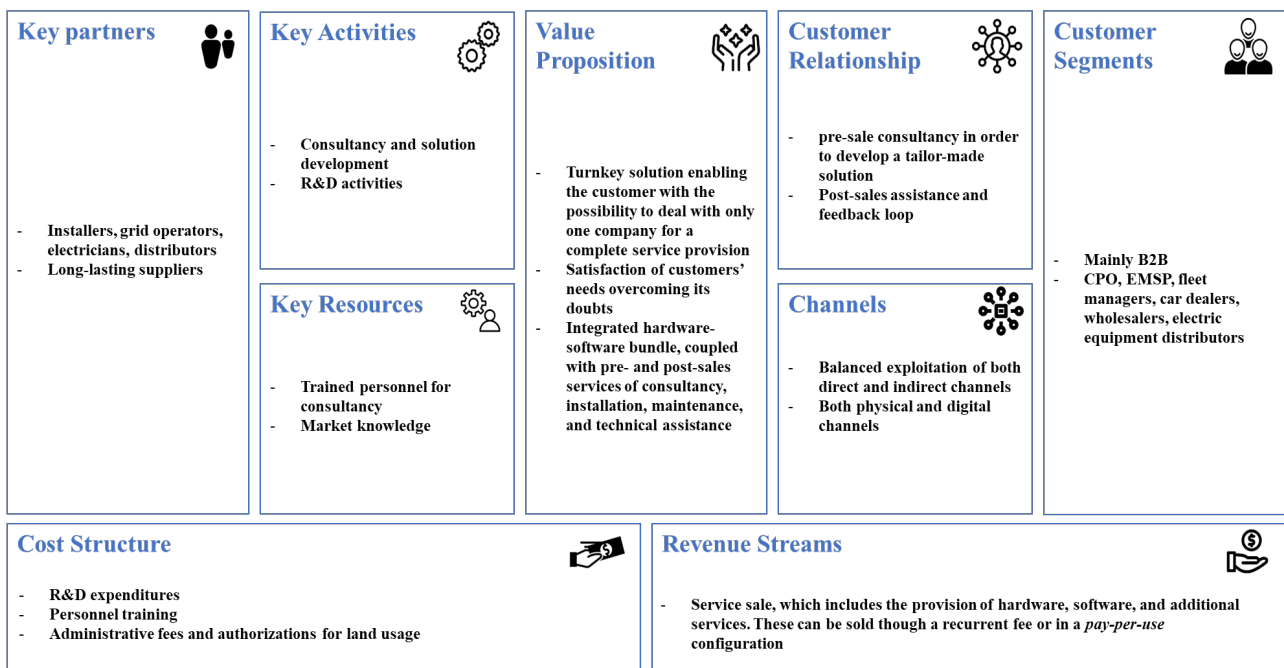 Key partners
- Installers, grid operators,
electricians, distributors
- Long-lasting suppliers
Key Activities
- Consultancy and solution
development
- R&D activities
Key Resources
- Trained personnel for
consultancy
- Market knowledge
Value
Proposition
- Turnkey solution enabling
the customer with the
possibility to deal with only
one company for a
complete service provision
- Satisfaction of customers’
needs overcoming its
doubts
- Integrated hardware-
software bundle, coupled
with pre- and post-sales
services of consultancy,
installation, maintenance,
and technical assistance
Customer
Relationship
- pre-sale consultancy in order
to develop a tailor-made
solution
- Post-sales assistance and
feedback loop
Channels
- Balanced exploitation of both
direct and indirect channels
- Both physical and digital
channels
Customer
Segments
- Mainly B2B
- CPO, EMSP, fleet
managers, car dealers,
wholesalers, electric
equipment distributors
Cost Structure
- R&D expenditures
- Personnel training
- Administrative fees and authorizations for land usage
Revenue Streams
- Service sale, which includes the provision of hardware, software, and additional
services. These can be sold though a recurrent fee or in a pay-per-use
configuration